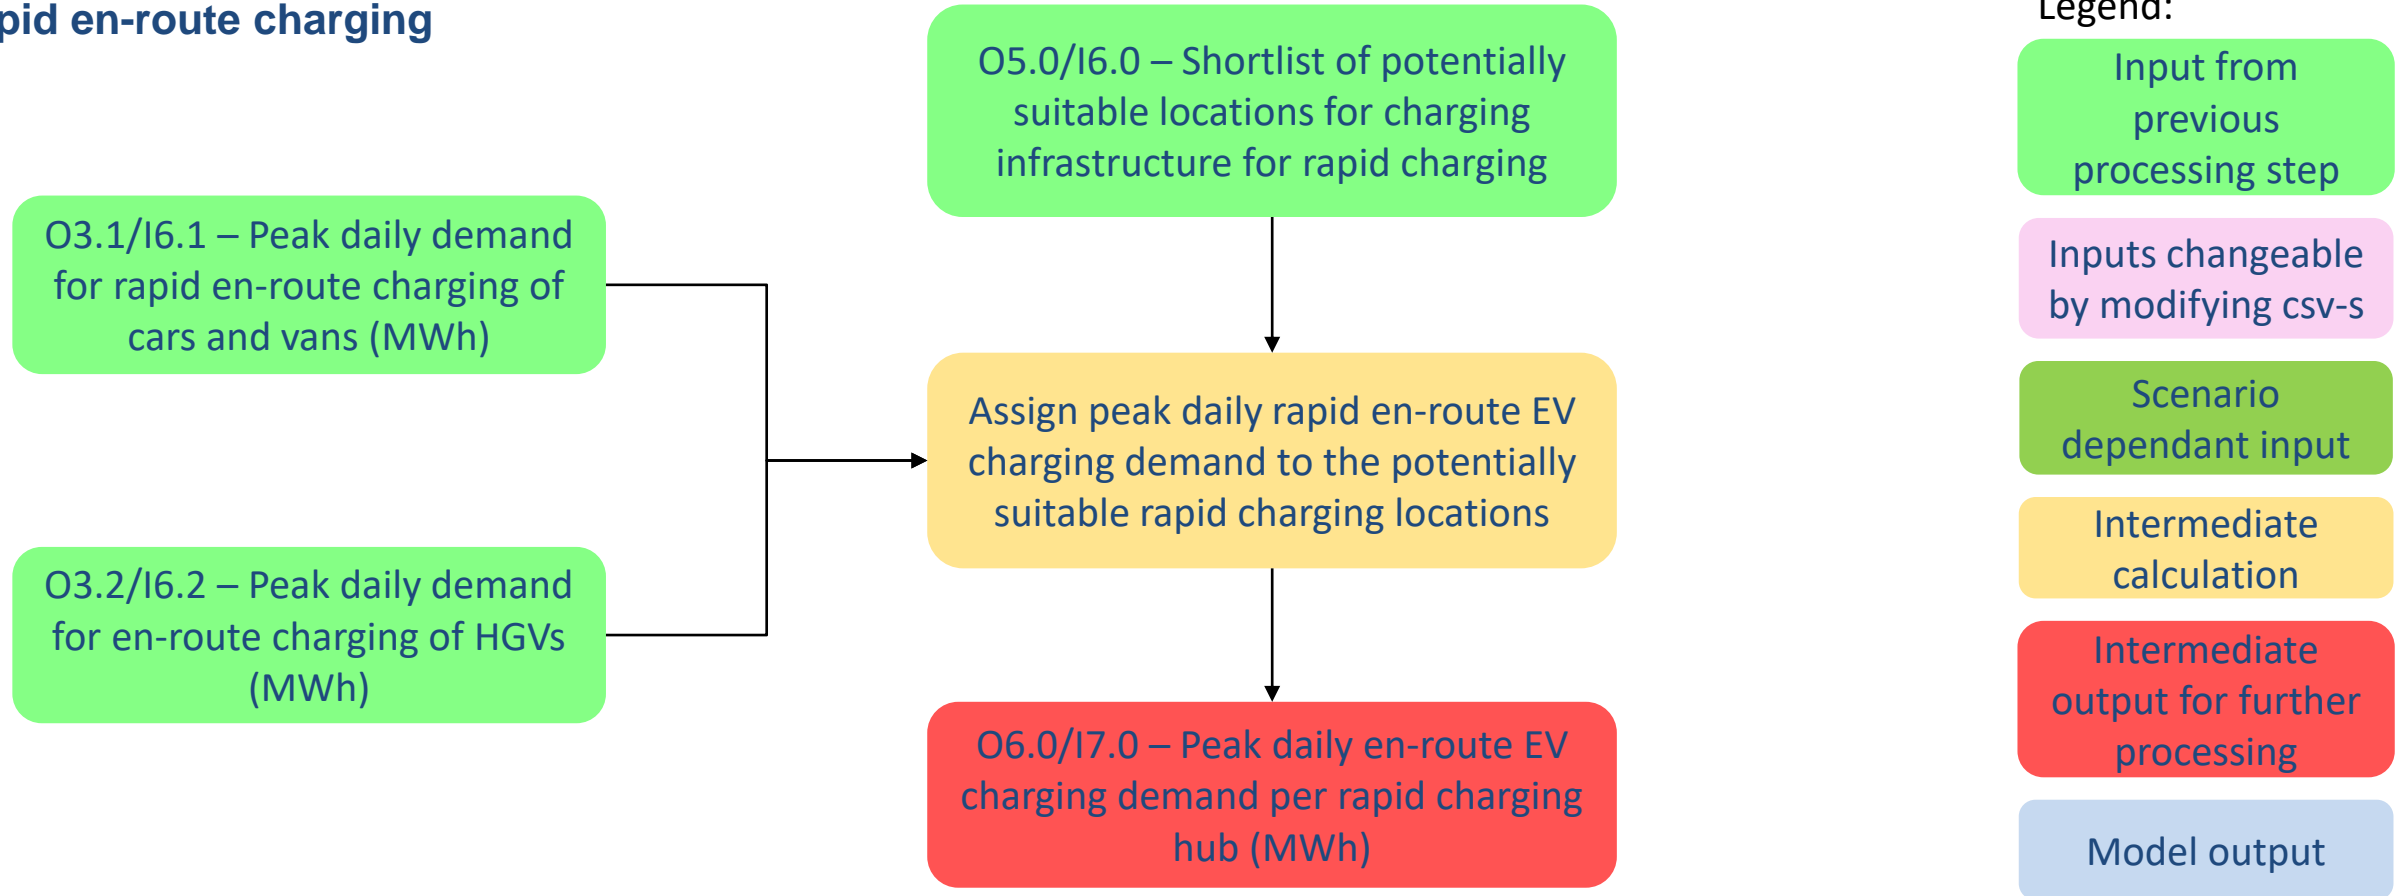 pid en-route charging
O5.0/I6.0 – Shortlist of potentially
suitable locations for charging
infrastructure for rapid charging
O3.1/I6.1 – Peak daily demand
for rapid en-route charging of
cars and vans (MWh)
Assign peak daily rapid en-route EV
charging demand to the potentially
suitable rapid charging locations
O3.2/I6.2 – Peak daily demand
for en-route charging of HGVs
(MWh)
O6.0/I7.0 – Peak daily en-route EV
charging demand per rapid charging
hub (MWh)
Legend:
Input from
previous
processing step
Inputs changeable
by modifying csv-s
Scenario
dependant input
Intermediate
calculation
Intermediate
output for further
processing
Model output